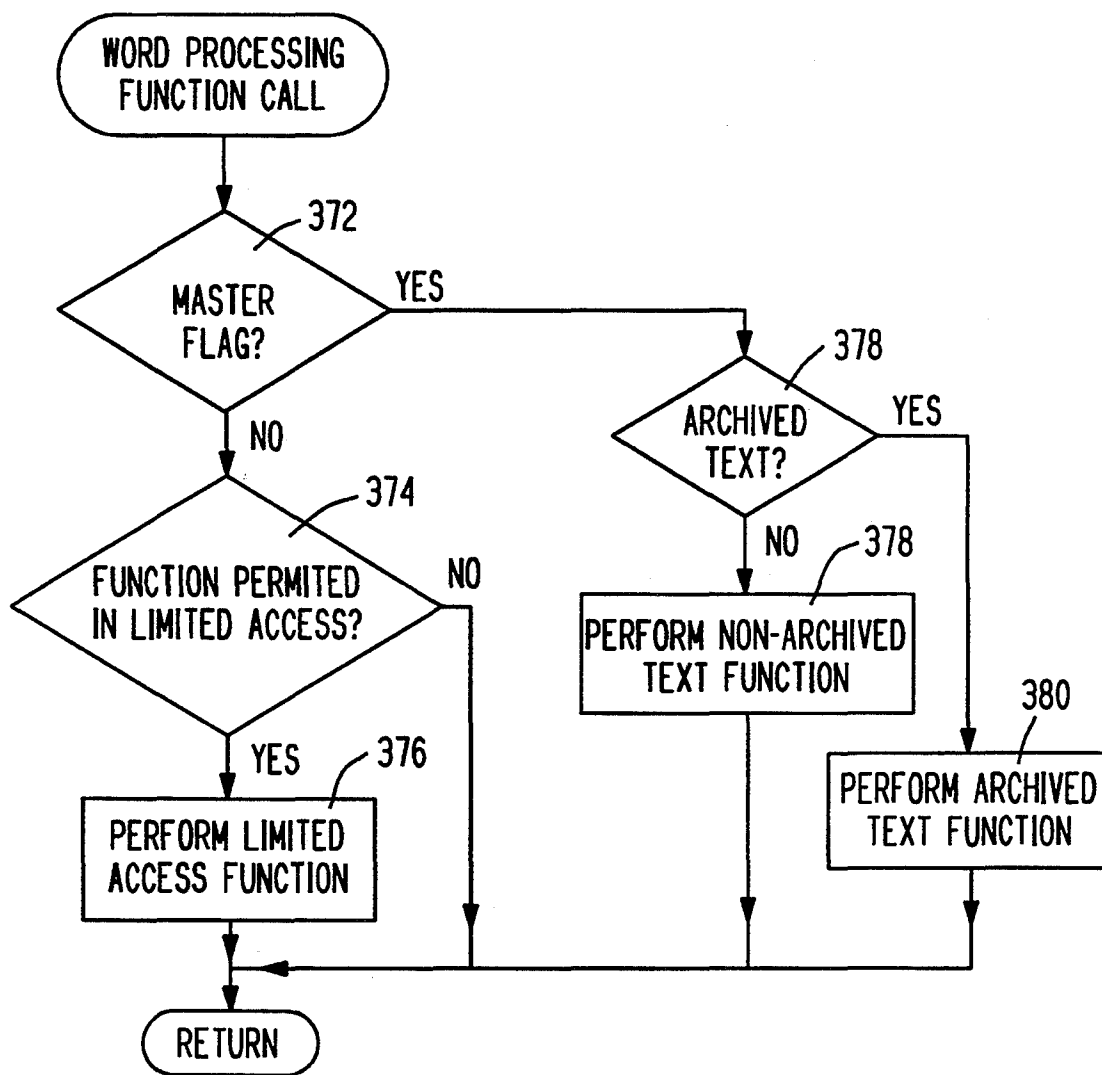 WORD PROCESSING
FUNCTION CALL
372
MASTER
FLAG?
YES
NO
378
ARCHIVED
TEXT?
YES
NO
374
FUNCTION PERMITED
IN LIMITED ACCESS?
NO
YES
378
PERFORM NON-ARCHIVED
TEXT FUNCTION
380
PERFORM ARCHIVED
TEXT FUNCTION
376
PERFORM LIMITED
ACCESS FUNCTION
RETURN